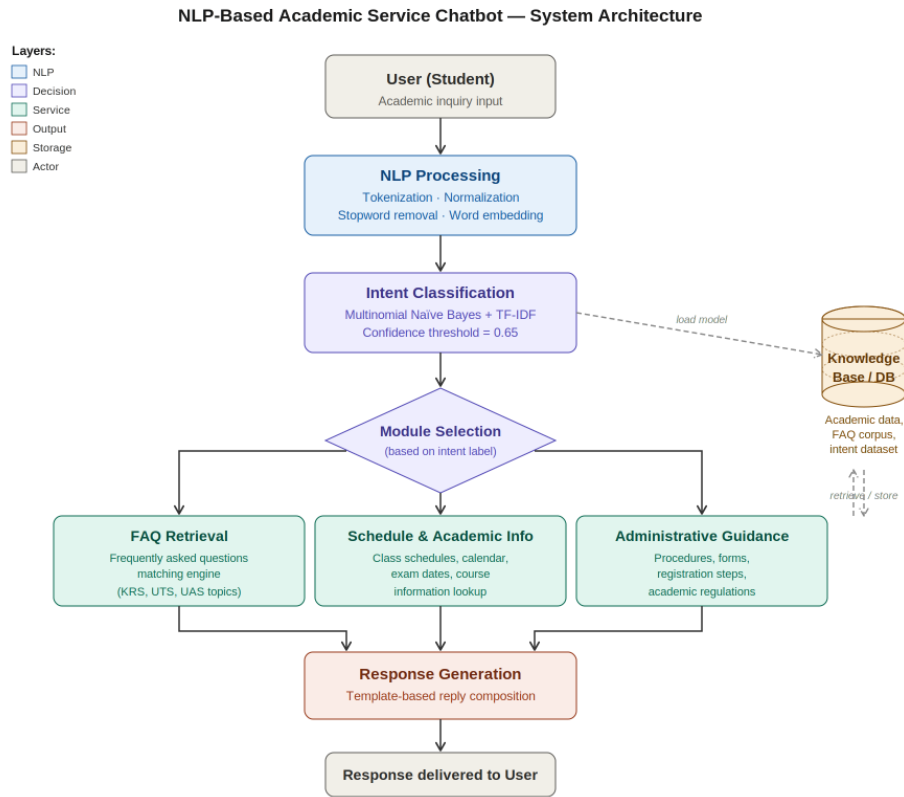 NLP-Based Academic Service Chatbot — System Architecture
Layers:
NLP
Decision
Service
Output
Storage
Actor
User (Student)
Academic inquiry input
NLP Processing
Tokenization · Normalization
Stopword removal · Word embedding
Intent Classification
Multinomial Naïve Bayes + TF-IDF
Confidence threshold = 0.65
load model
Knowledge
Base / DB
Academic data,
FAQ corpus,
intent dataset
retrieve / store
Module Selection
(based on intent label)
FAQ Retrieval
Frequently asked questions
matching engine
(KRS, UTS, UAS topics)
Schedule & Academic Info
Class schedules, calendar,
exam dates, course
information lookup
Administrative Guidance
Procedures, forms,
registration steps,
academic regulations
Response Generation
Template-based reply composition
Response delivered to User